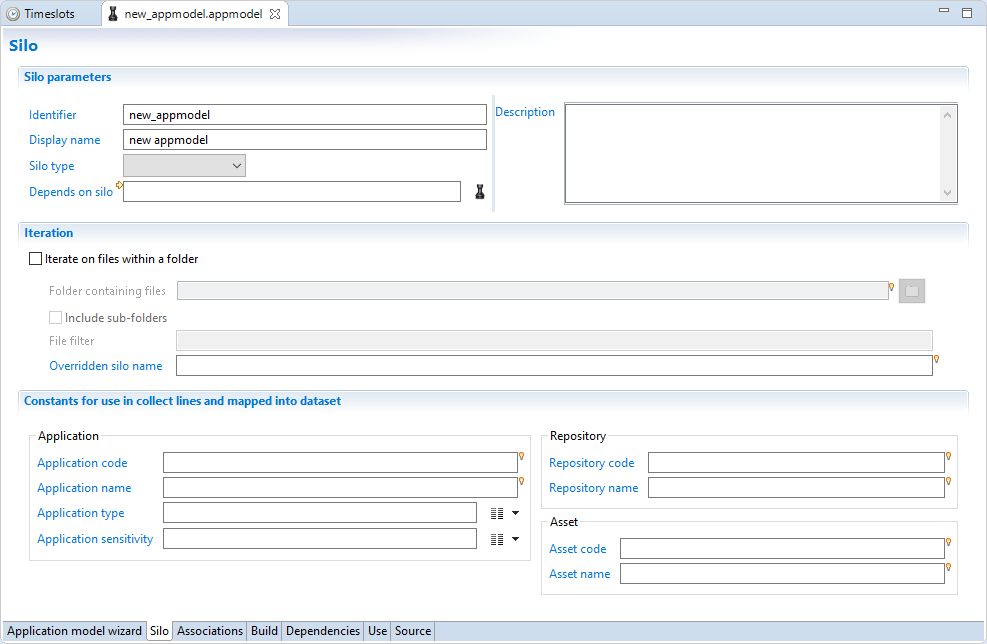 Timeslots
new_appmodel.appmodel
Silo
Silo parameters
Identifier
new_appmodel
Display name
new appmodel
Silo type
Depends on silo
Description
Iteration
Iterate on files within a folder
Folder containing files
Include sub-folders
File filter
Overridden silo name
Constants for use in collect lines and mapped into dataset
Application
Application code
Application name
Application type
Application sensitivity
Repository
Repository code
Repository name
Asset
Asset code
Asset name
Application model wizard
Silo
Associations
Build
Dependencies
Use
Source